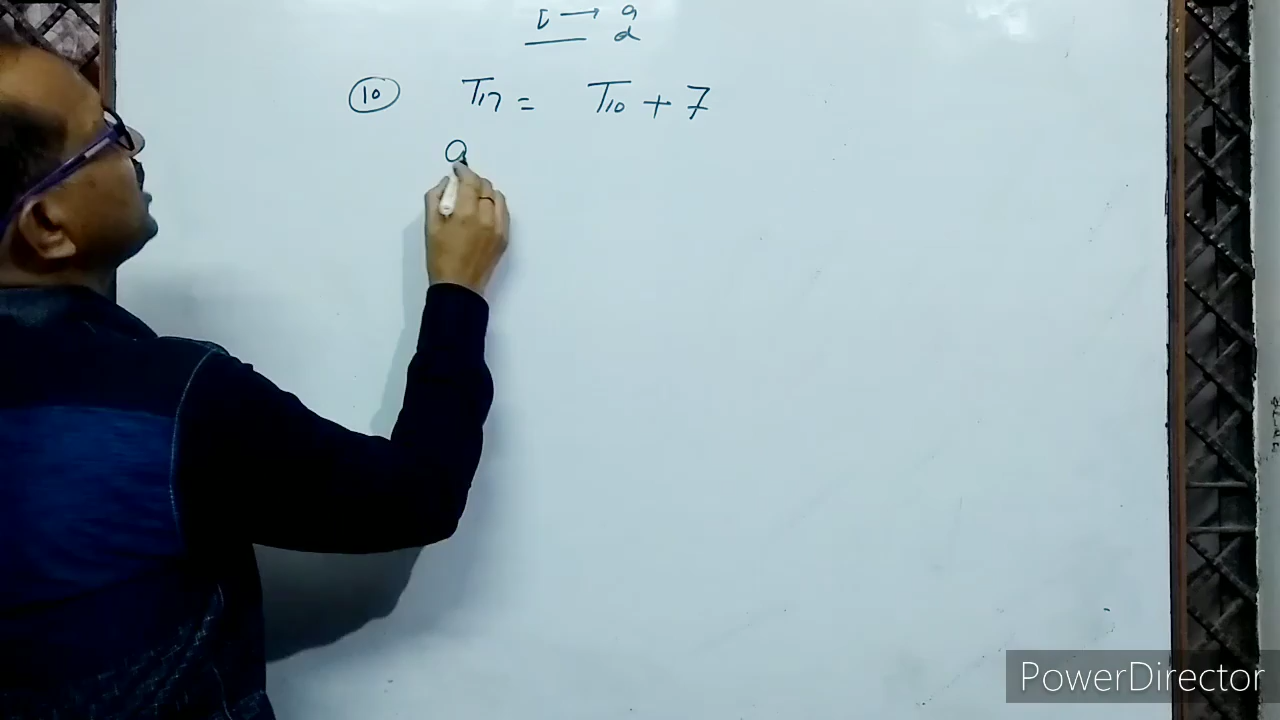 → a
d
10 T17 = T10 + 7
a
PowerDirector